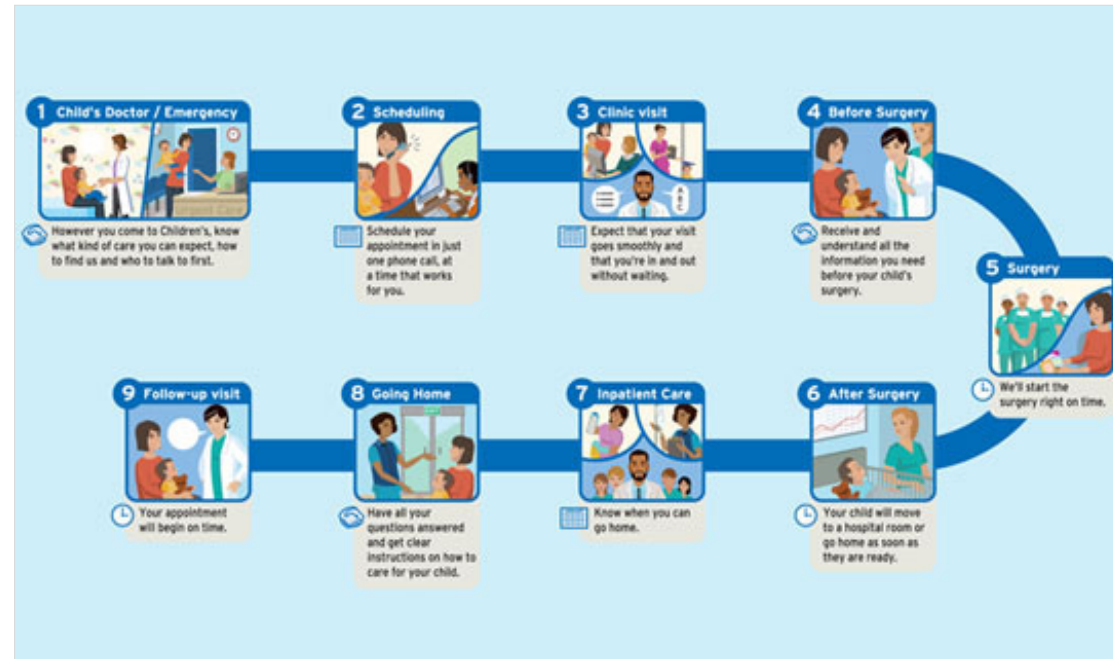 1 Child's Doctor / Emergency
Urgent Care
However you come to Children's, know
what kind of care you can expect, how
to find us and who to talk to first.
2 Scheduling
Schedule your
appointment in just
one phone call, at
a time that works
for you.
3 Clinic visit
A
B
C
Expect that your visit
goes smoothly and
that you're in and out
without waiting.
4 Before Surgery
Receive and
understand all the
information you need
before your child's
surgery.
5 Surgery
We'll start the
surgery right on time.
6 After Surgery
Your child will move
to a hospital room or
go home as soon as
they are ready.
7 Inpatient Care
Know when you can
go home.
8 Going Home
Have all your
questions answered
and get clear
instructions on how to
care for your child.
9 Follow-up visit
Your appointment
will begin on time.